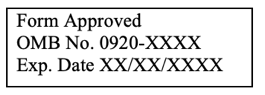 Form Approved
OMB No. 0920-XXXX
Exp. Date XX/XX/XXXX